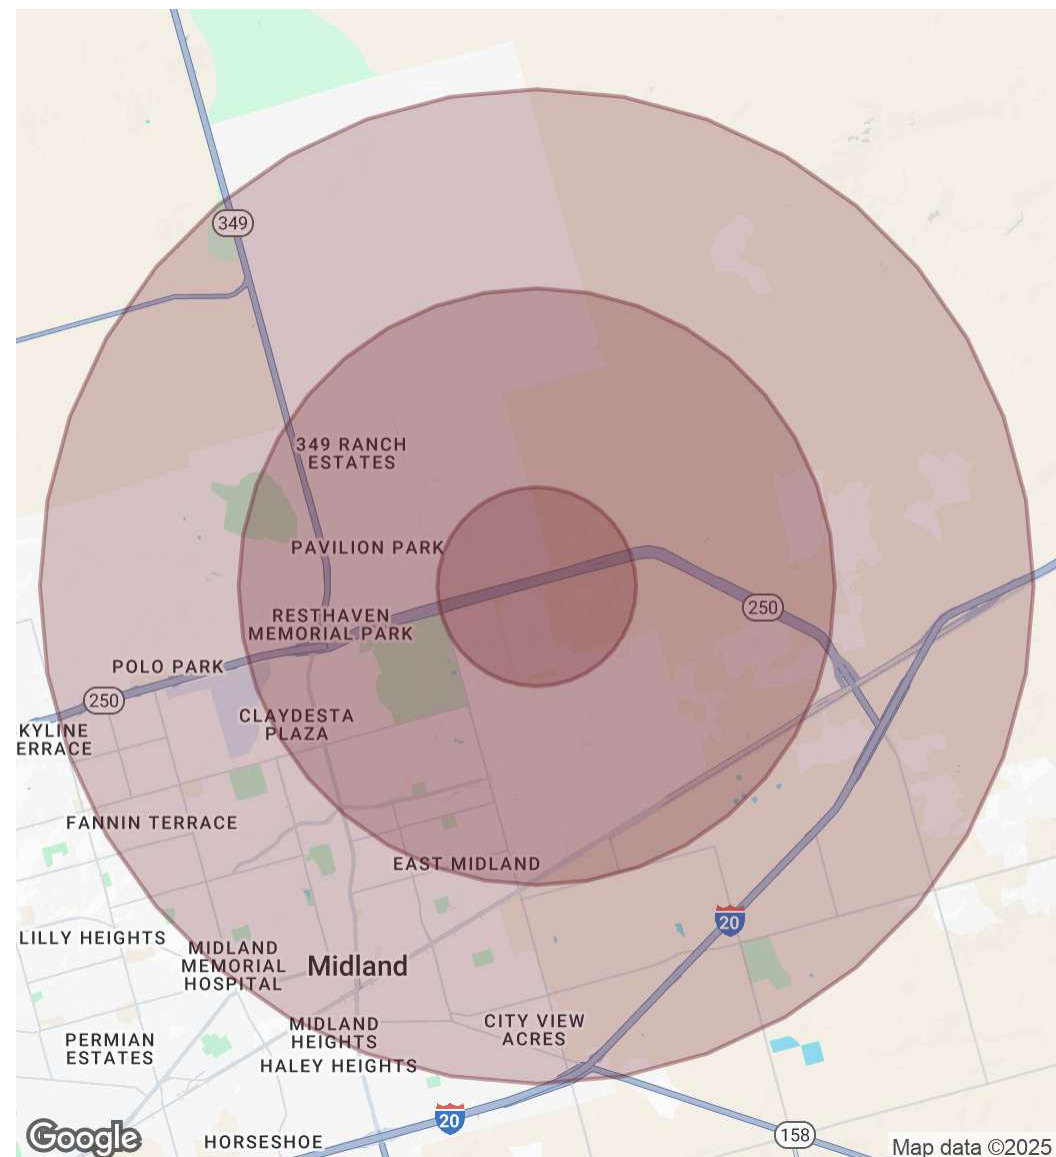 349
349 RANCH
ESTATES
PAVILION PARK
RESTHAVEN
MEMORIAL PARK
250
POLO PARK
250
CLAYDESTA
PLAZA
KYLINE
ERRACE
FANNIN TERRACE
EAST MIDLAND
20
LILLY HEIGHTS
MIDLAND
MEMORIAL
HOSPITAL
Midland
CITY VIEW
ACRES
MIDLAND
HEIGHTS
PERMIAN
ESTATES
HALEY HEIGHTS
20
158
Google
HORSESHOE
Map data ©2025